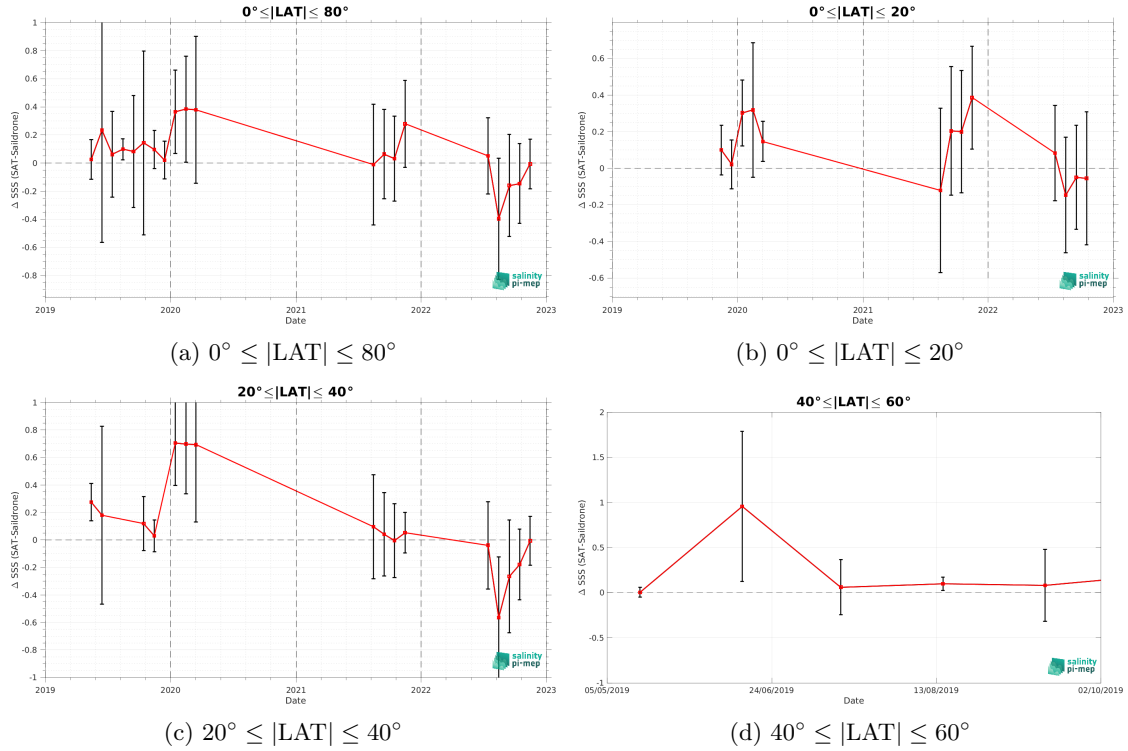 0°≤|LAT|≤ 80°
Δ SSS (SAT-Saildrone)
1
0.8
0.6
0.4
0.2
0
-0.2
-0.4
-0.6
-0.8
2019
2020
2021
2022
2023
Date
salinity
pi-mep
(a) 0° ≤ |LAT| ≤ 80°
0°≤|LAT|≤ 20°
Δ SSS (SAT-Saildrone)
0.6
0.4
0.2
0
-0.2
-0.4
-0.6
2019
2020
2021
2022
2023
Date
salinity
pi-mep
(b) 0° ≤ |LAT| ≤ 20°
20°≤|LAT|≤ 40°
Δ SSS (SAT-Saildrone)
1
0.8
0.6
0.4
0.2
0
-0.2
-0.4
-0.6
-0.8
-1
2019
2020
2021
2022
2023
Date
salinity
pi-mep
(c) 20° ≤ |LAT| ≤ 40°
40°≤|LAT|≤ 60°
Δ SSS (SAT-Saildrone)
2
1.5
1
0.5
0
-0.5
-1
05/05/2019
24/06/2019
13/08/2019
02/10/2019
Date
salinity
pi-mep
(d) 40° ≤ |LAT| ≤ 60°